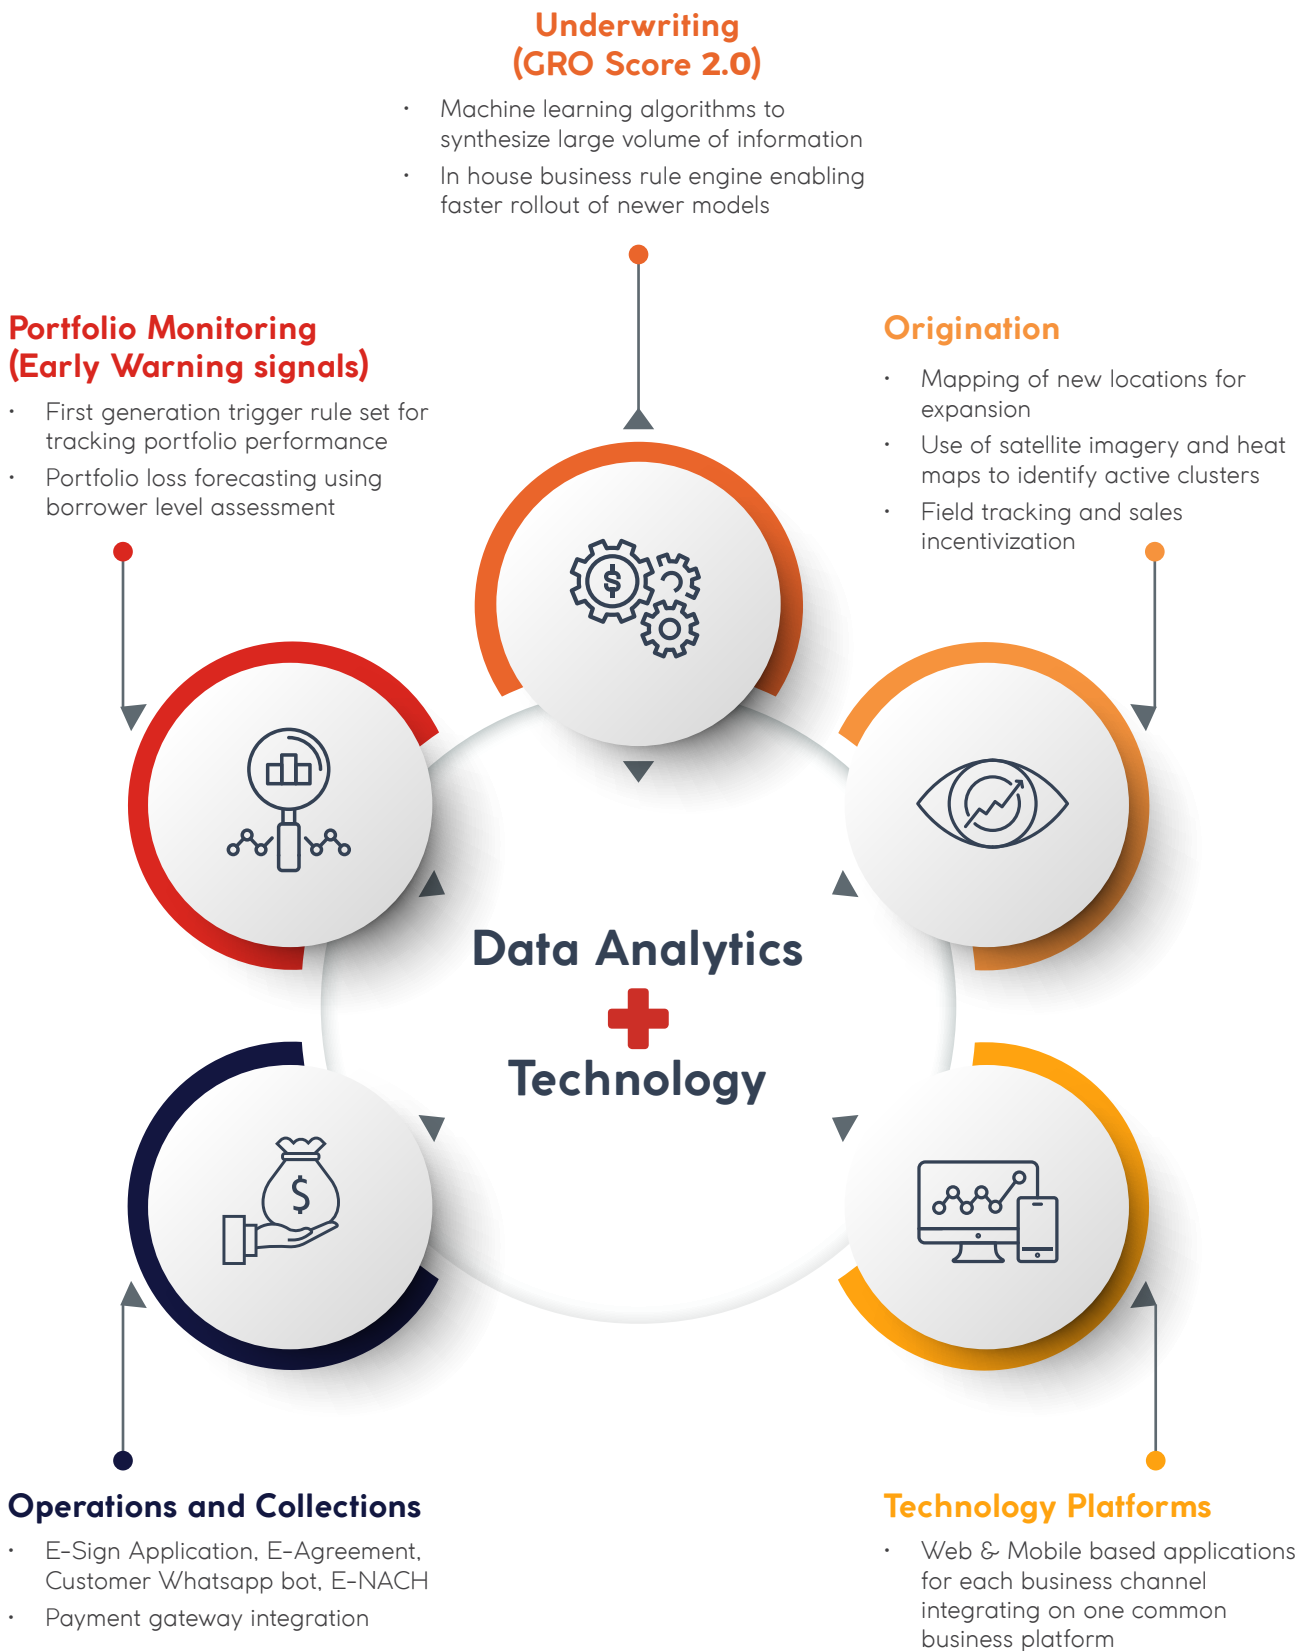 Underwriting
(GRO Score 2.0)
• Machine learning algorithms to
synthesize large volume of information
• In house business rule engine enabling
faster rollout of newer models
Portfolio Monitoring
(Early Warning signals)
• First generation trigger rule set for
tracking portfolio performance
• Portfolio loss forecasting using
borrower level assessment
Origination
• Mapping of new locations for
expansion
• Use of satellite imagery and heat
maps to identify active clusters
• Field tracking and sales
incentivization
$
Data Analytics
+
Technology
$
Operations and Collections
• E-Sign Application, E-Agreement,
Customer Whatsapp bot, E-NACH
• Payment gateway integration
Technology Platforms
• Web & Mobile based applications
for each business channel
integrating on one common
business platform